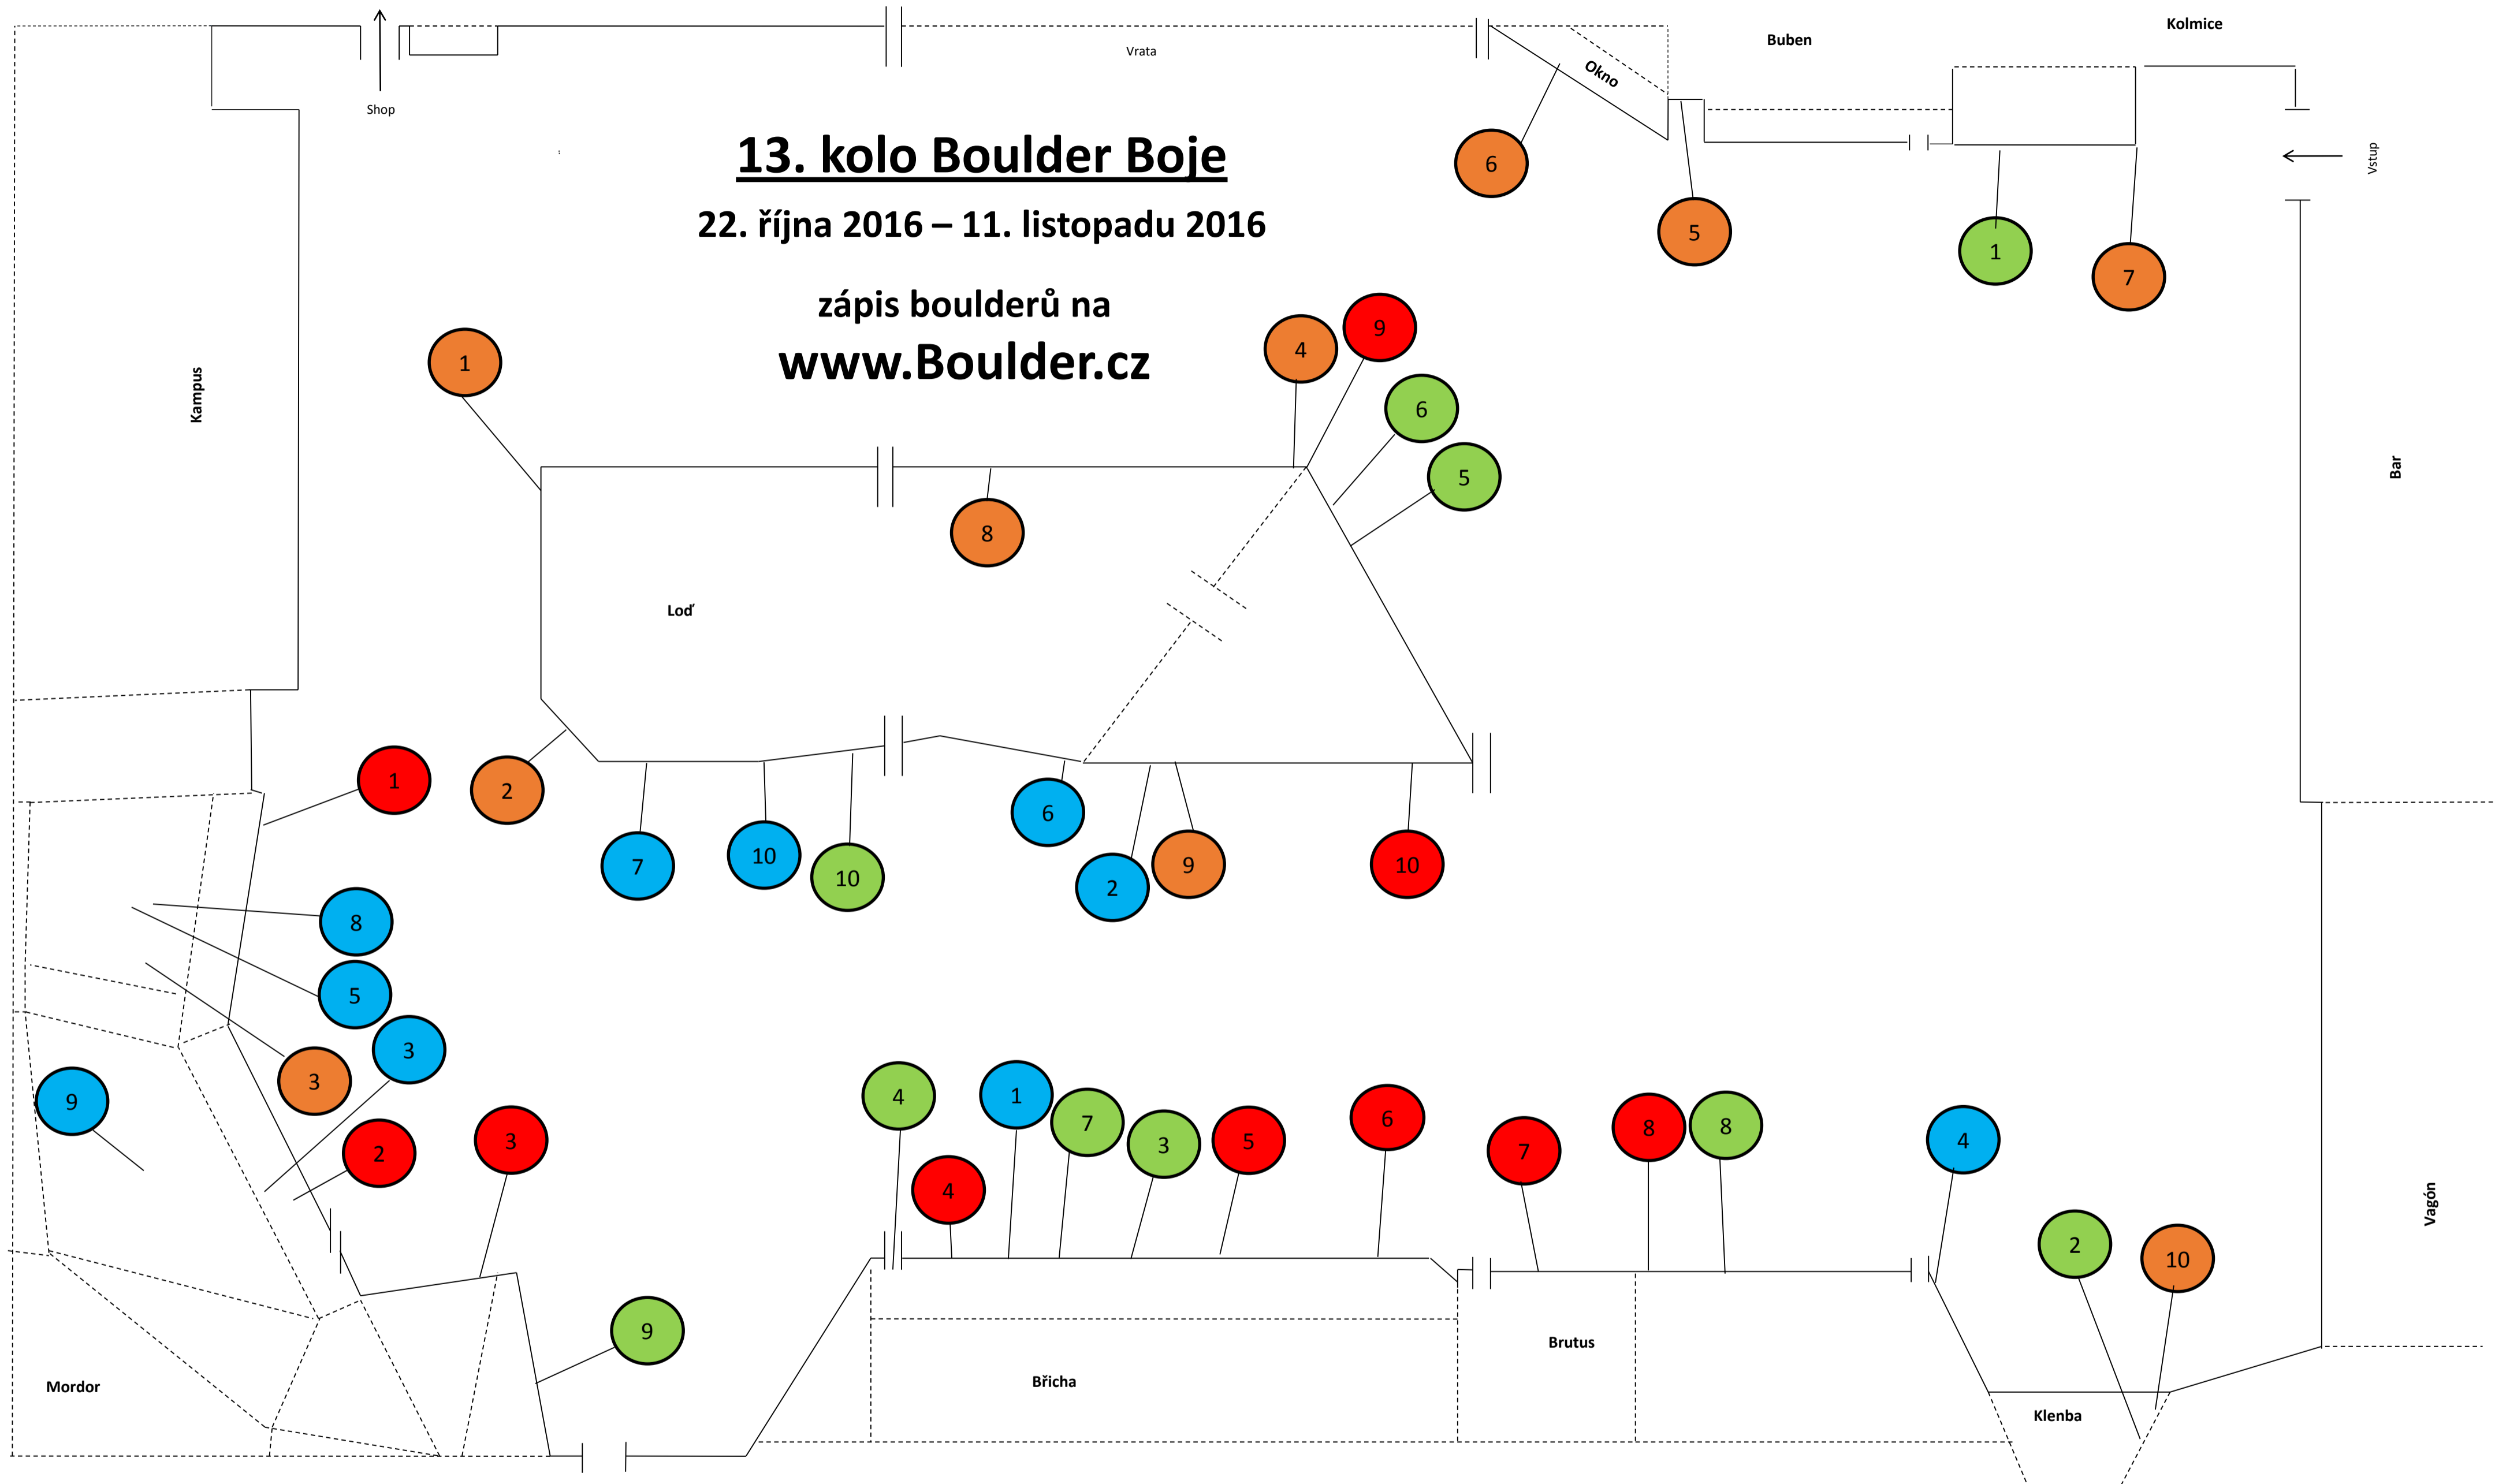 Kolmice
Buben
Vrata
Okno
Shop
13. kolo Boulder Boje
Vstup
6
22. října 2016 – 11. listopadu 2016
5
1
7
zápis boulderů na
9
4
1
www.Boulder.cz
Kampus
6
Bar
5
8
Loď
1
2
6
10
7
9
10
10
2
8
5
3
3
9
4
1
7
6
8
8
3
5
4
2
3
7
4
Vagón
2
10
9
Brutus
Břicha
Mordor
Klenba